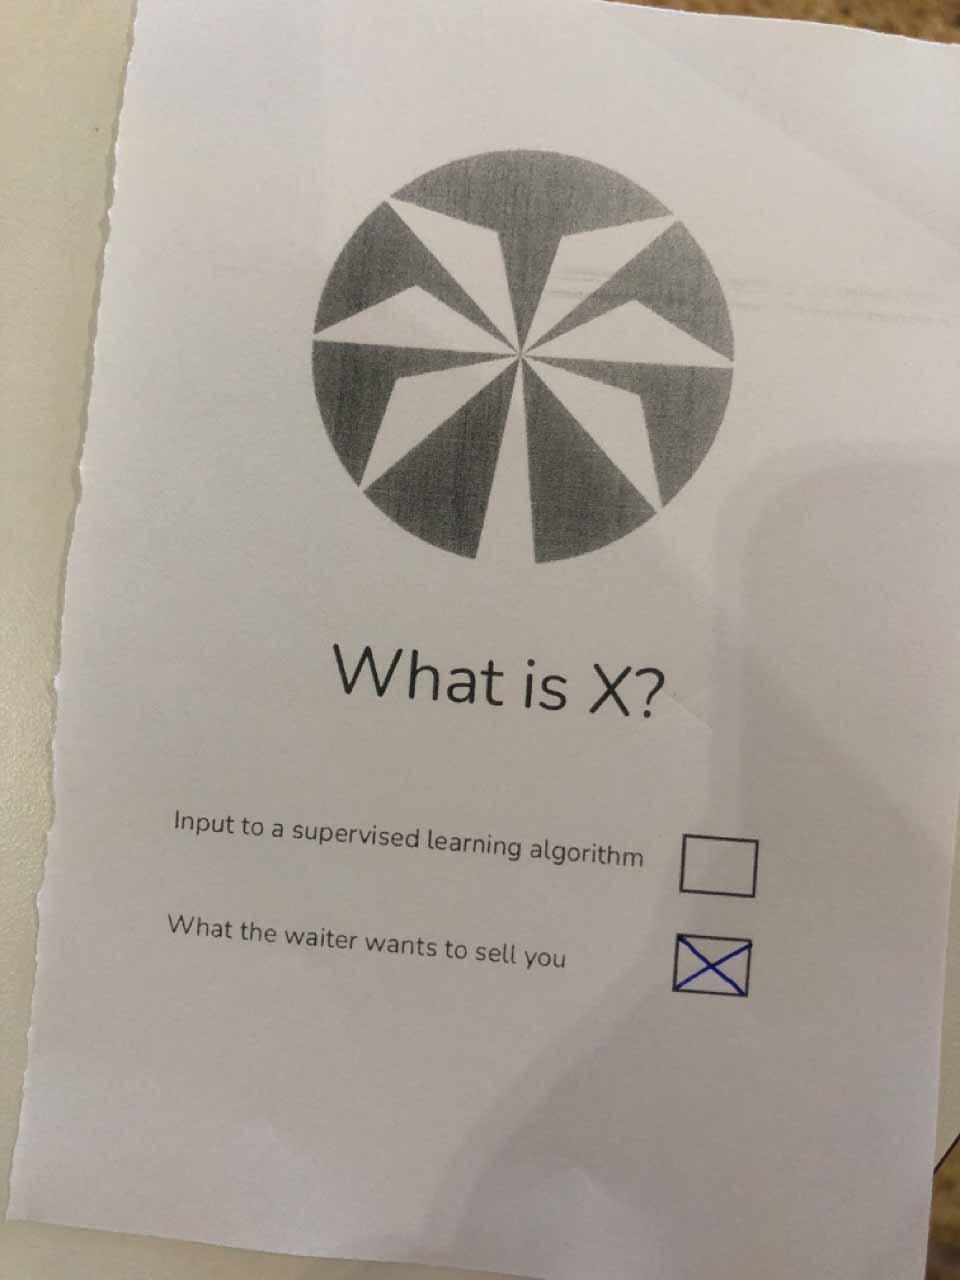 What is X?
Input to a supervised learning algorithm
What the waiter wants to sell you